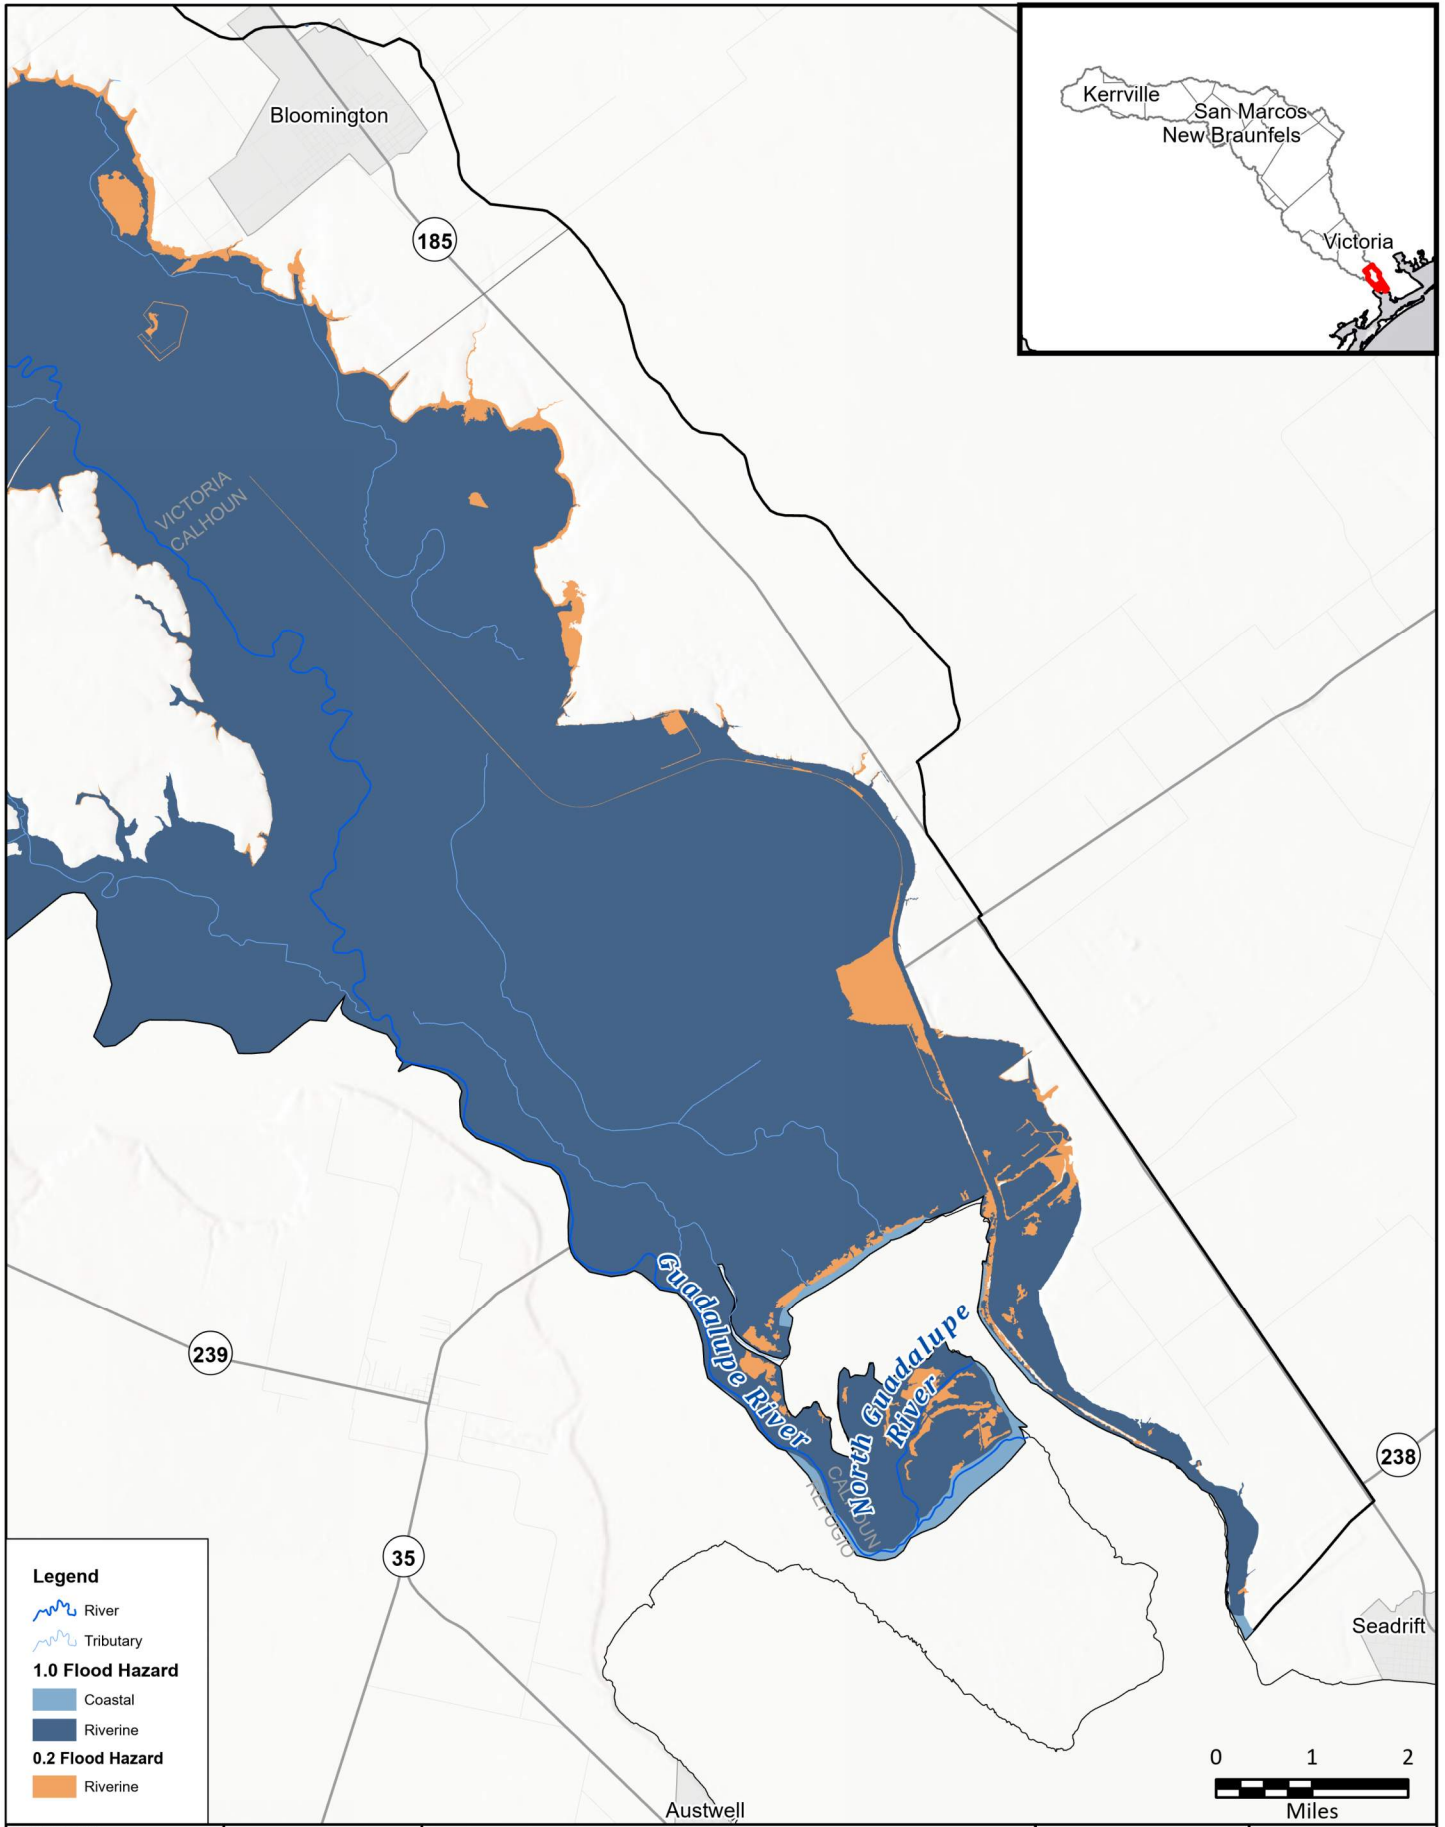 Bloomington
Kerrville
San Marcos
New Braunfels
Victoria
185
VICTORIA
CALHOUN
Guadalupe River
North Guadalupe
River
CALHOUN
REFUGIO
239
238
35
Seadrift
Austwell
Legend
River
Tributary
1.0 Flood Hazard
Coastal
Riverine
0.2 Flood Hazard
Riverine
0 1 2
Miles